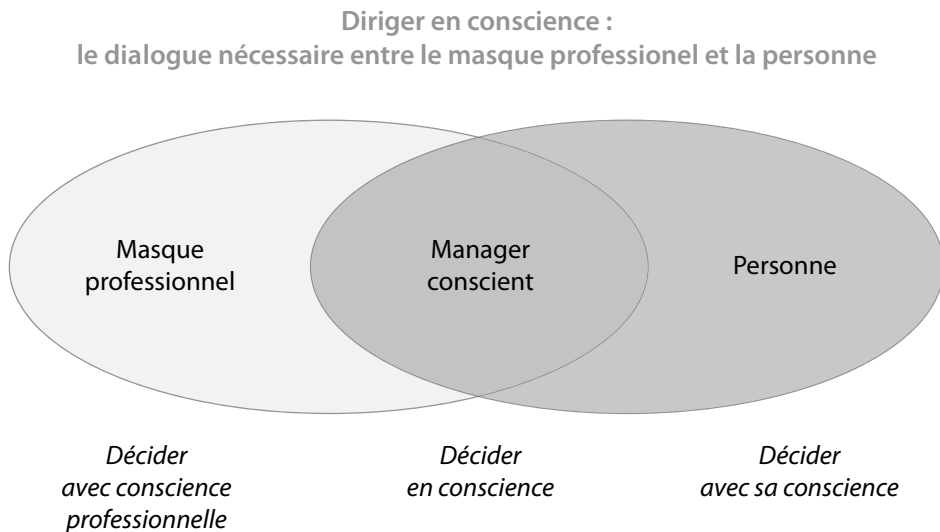 Diriger en conscience :
le dialogue nécessaire entre le masque professionel et la personne
Masque
professionnel
Manager
conscient
Personne
Décider
avec conscience
professionnelle
Décider
en conscience
Décider
avec sa conscience